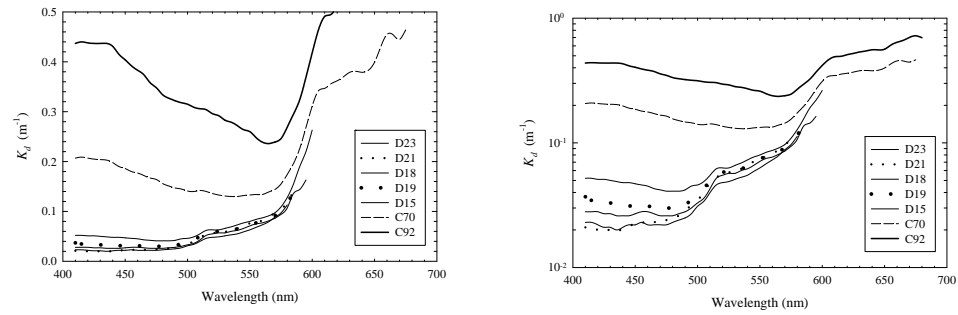 0.5
0.4
0.3
0.2
0.1
0.0
K_d (m⁻¹)
400 450 500 550 600 650 700
Wavelength (nm)
D23
D21
D18
D19
D15
C70
C92
10⁰
10⁻¹
10⁻²
K_d (m⁻¹)
400 450 500 550 600 650 700
Wavelength (nm)
D23
D21
D18
D19
D15
C70
C92